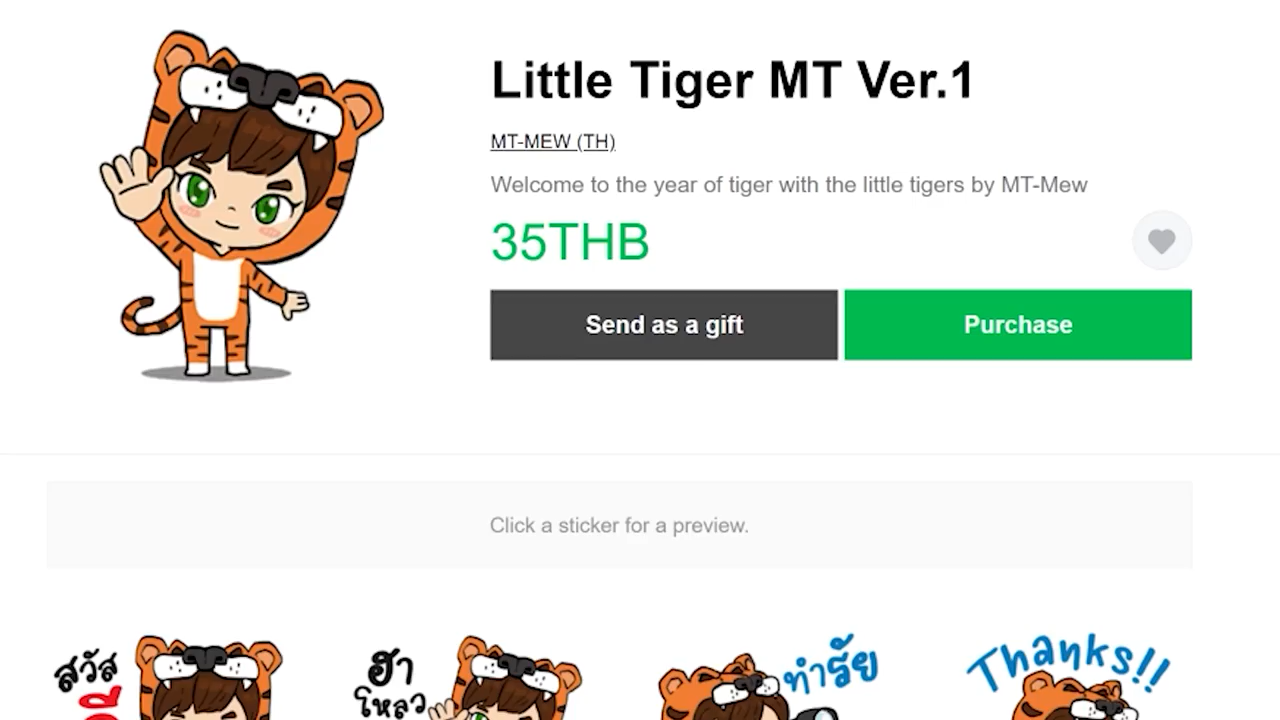 Little Tiger MT Ver.1
MT-MEW (TH)
Welcome to the year of tiger with the little tigers by MT-Mew
35THB
Send as a gift
Purchase
Click a sticker for a preview.
สวัส
ฮา
โหลว
ทำรัย
Thanks!!